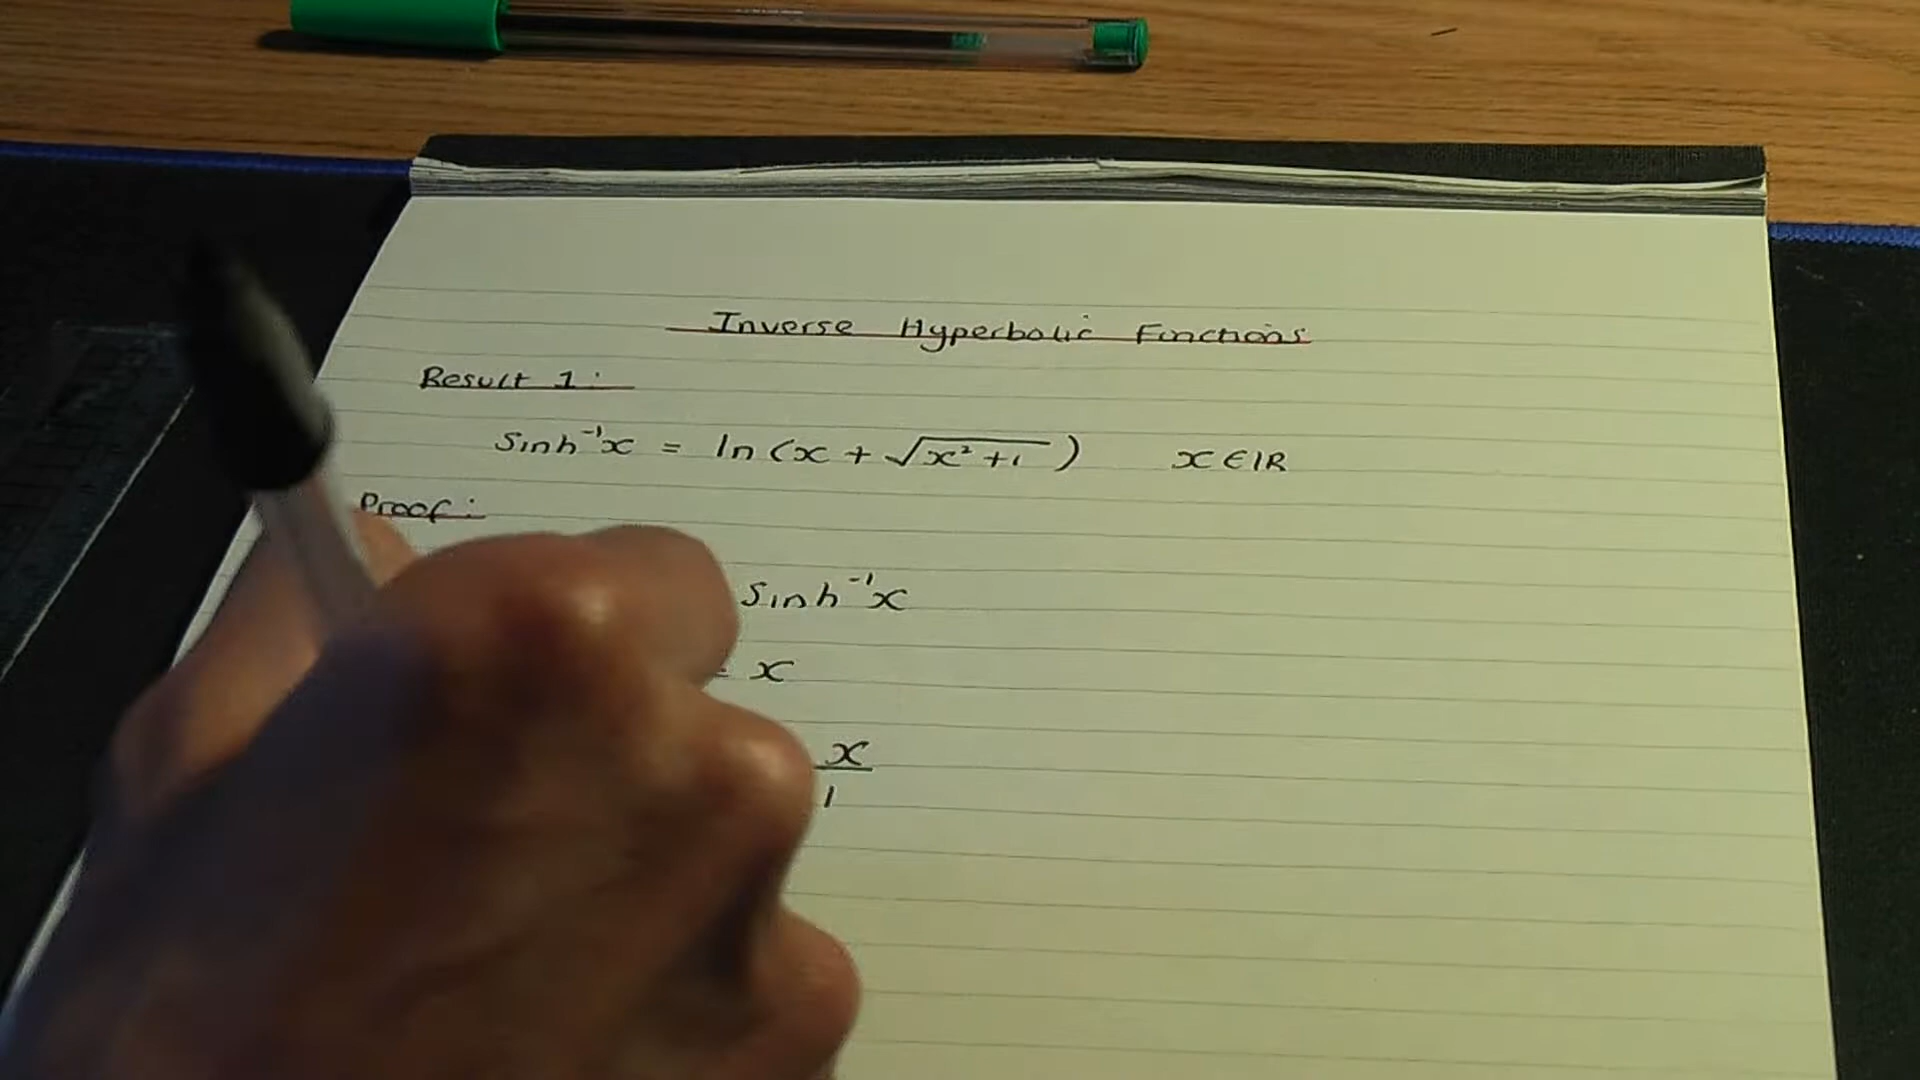 Inverse Hyperbolic Functions
Result 1:
sinh⁻¹x = ln(x + √(x² + 1)) x ∈ ℝ
Proof:
sinh⁻¹x
= x
x
1